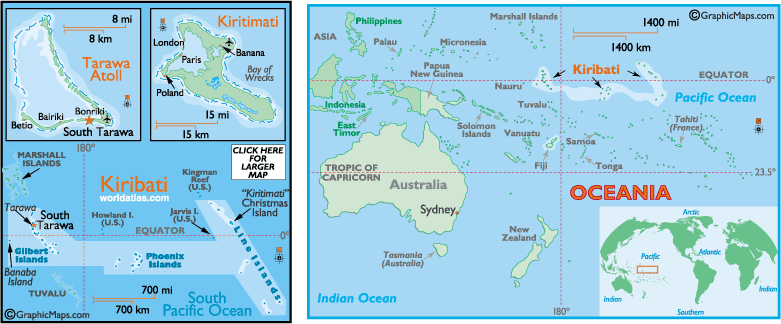 8 mi
8 km
Tarawa
Atoll
Bonriki
Bairiki
Betio
South Tarawa
Kiritimati
London
Banana
Paris
Bay of
Wrecks
Poland
15 mi
15 km
180°
MARSHALL
ISLANDS
Kiribati
worldatlas.com
Kingman
Reef
(U.S.)
CLICK HERE
FOR
LARGER
MAP
"Kiritimati"
Christmas
Island
Tarawa
South
Tarawa
Howland I.
(U.S.)
Jarvis I.
(U.S.)
EQUATOR
0°
Gilbert
Islands
Phoenix
Islands
Line Islands
Banaba
Island
TUVALU
700 mi
700 km
South
Pacific Ocean
©GraphicMaps.com
©GraphicMaps.com
Philippines
Marshall Islands
1400 mi
1400 km
ASIA
Palau
Micronesia
Papua
New Guinea
Kiribati
EQUATOR
0°
Nauru
Pacific Ocean
Indonesia
Tuvalu
East
Timor
Solomon
Islands
Vanuatu
Samoa
Tahiti
(France)
Fiji
Tonga
TROPIC OF
CAPRICORN
23.5°
Australia
OCEANIA
Sydney
New
Zealand
Tasmania
(Australia)
Indian Ocean
180°
Arctic
Pacific
Atlantic
Indian
Indian
Southern